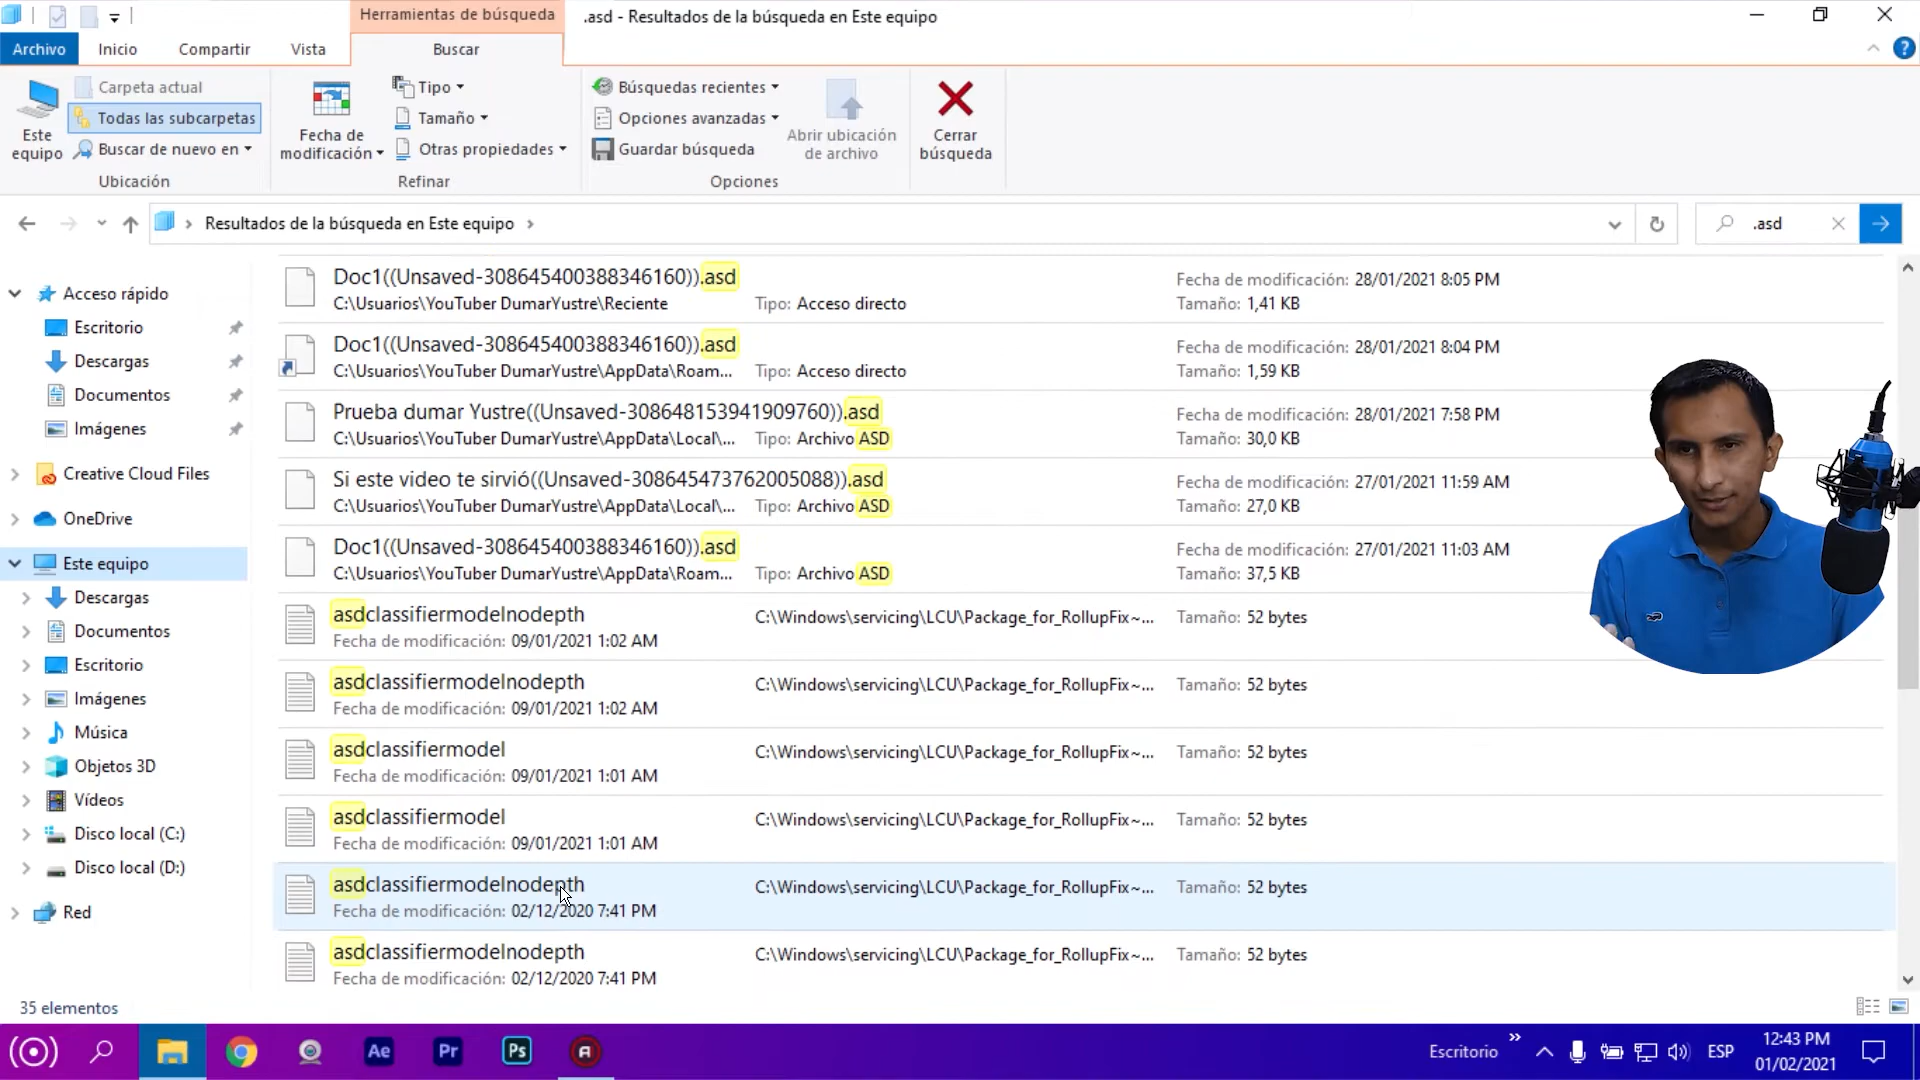 Herramientas de búsqueda
.asd - Resultados de la búsqueda en Este equipo
Archivo
Inicio
Compartir
Vista
Buscar
Este equipo
Carpeta actual
Todas las subcarpetas
Buscar de nuevo en
Ubicación
Fecha de modificación
Tipo
Tamaño
Otras propiedades
Refinar
Búsquedas recientes
Opciones avanzadas
Guardar búsqueda
Abrir ubicación de archivo
Opciones
Cerrar búsqueda
Resultados de la búsqueda en Este equipo
.asd
Acceso rápido
Escritorio
Descargas
Documentos
Imágenes
Creative Cloud Files
OneDrive
Este equipo
Descargas
Documentos
Escritorio
Imágenes
Música
Objetos 3D
Vídeos
Disco local (C:)
Disco local (D:)
Red
Doc1((Unsaved-308645400388346160)).asd
Fecha de modificación: 28/01/2021 8:05 PM
C:\Usuarios\YouTuber DumarYustre\Reciente
Tipo: Acceso directo
Tamaño: 1,41 KB
Doc1((Unsaved-308645400388346160)).asd
Fecha de modificación: 28/01/2021 8:04 PM
C:\Usuarios\YouTuber DumarYustre\AppData\Roam...
Tipo: Acceso directo
Tamaño: 1,59 KB
Prueba dumar Yustre((Unsaved-308648153941909760)).asd
Fecha de modificación: 28/01/2021 7:58 PM
C:\Usuarios\YouTuber DumarYustre\AppData\Local\...
Tipo: Archivo ASD
Tamaño: 30,0 KB
Si este video te sirvió((Unsaved-308645473762005088)).asd
Fecha de modificación: 27/01/2021 11:59 AM
C:\Usuarios\YouTuber DumarYustre\AppData\Local\...
Tipo: Archivo ASD
Tamaño: 27,0 KB
Doc1((Unsaved-308645400388346160)).asd
Fecha de modificación: 27/01/2021 11:03 AM
C:\Usuarios\YouTuber DumarYustre\AppData\Roam...
Tipo: Archivo ASD
Tamaño: 37,5 KB
asdclassifiermodelnodepth
C:\Windows\servicing\LCU\Package_for_RollupFix~...
Tamaño: 52 bytes
Fecha de modificación: 09/01/2021 1:02 AM
asdclassifiermodelnodepth
C:\Windows\servicing\LCU\Package_for_RollupFix~...
Tamaño: 52 bytes
Fecha de modificación: 09/01/2021 1:02 AM
asdclassifiermodel
C:\Windows\servicing\LCU\Package_for_RollupFix~...
Tamaño: 52 bytes
Fecha de modificación: 09/01/2021 1:01 AM
asdclassifiermodel
C:\Windows\servicing\LCU\Package_for_RollupFix~...
Tamaño: 52 bytes
Fecha de modificación: 09/01/2021 1:01 AM
asdclassifiermodelnodepth
C:\Windows\servicing\LCU\Package_for_RollupFix~...
Tamaño: 52 bytes
Fecha de modificación: 02/12/2020 7:41 PM
asdclassifiermodelnodepth
C:\Windows\servicing\LCU\Package_for_RollupFix~...
Tamaño: 52 bytes
Fecha de modificación: 02/12/2020 7:41 PM
35 elementos
Ae
Pr
Ps
Escritorio
ESP
12:43 PM
01/02/2021